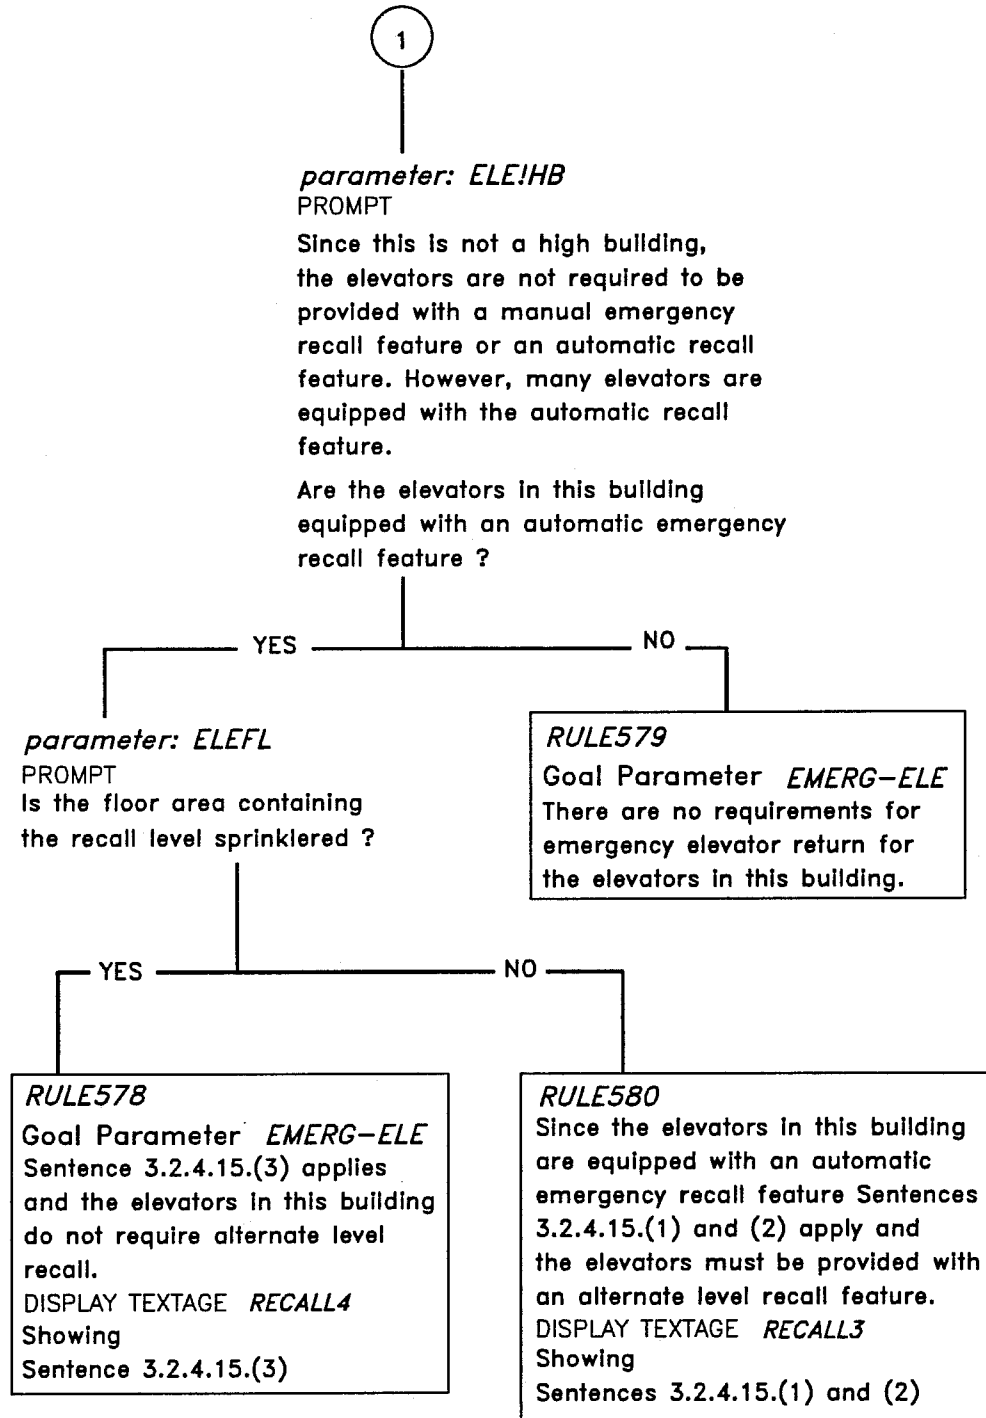 1
parameter: ELE!HB
PROMPT
Since this is not a high building,
the elevators are not required to be
provided with a manual emergency
recall feature or an automatic recall
feature. However, many elevators are
equipped with the automatic recall
feature.
Are the elevators in this building
equipped with an automatic emergency
recall feature ?
YES
NO
parameter: ELEFL
PROMPT
Is the floor area containing
the recall level sprinklered ?
RULE579
Goal Parameter EMERG-ELE
There are no requirements for
emergency elevator return for
the elevators in this building.
YES
NO
RULE578
Goal Parameter EMERG-ELE
Sentence 3.2.4.15.(3) applies
and the elevators in this building
do not require alternate level
recall.
DISPLAY TEXTAGE RECALL4
Showing
Sentence 3.2.4.15.(3)
RULE580
Since the elevators in this building
are equipped with an automatic
emergency recall feature Sentences
3.2.4.15.(1) and (2) apply and
the elevators must be provided with
an alternate level recall feature.
DISPLAY TEXTAGE RECALL3
Showing
Sentences 3.2.4.15.(1) and (2)